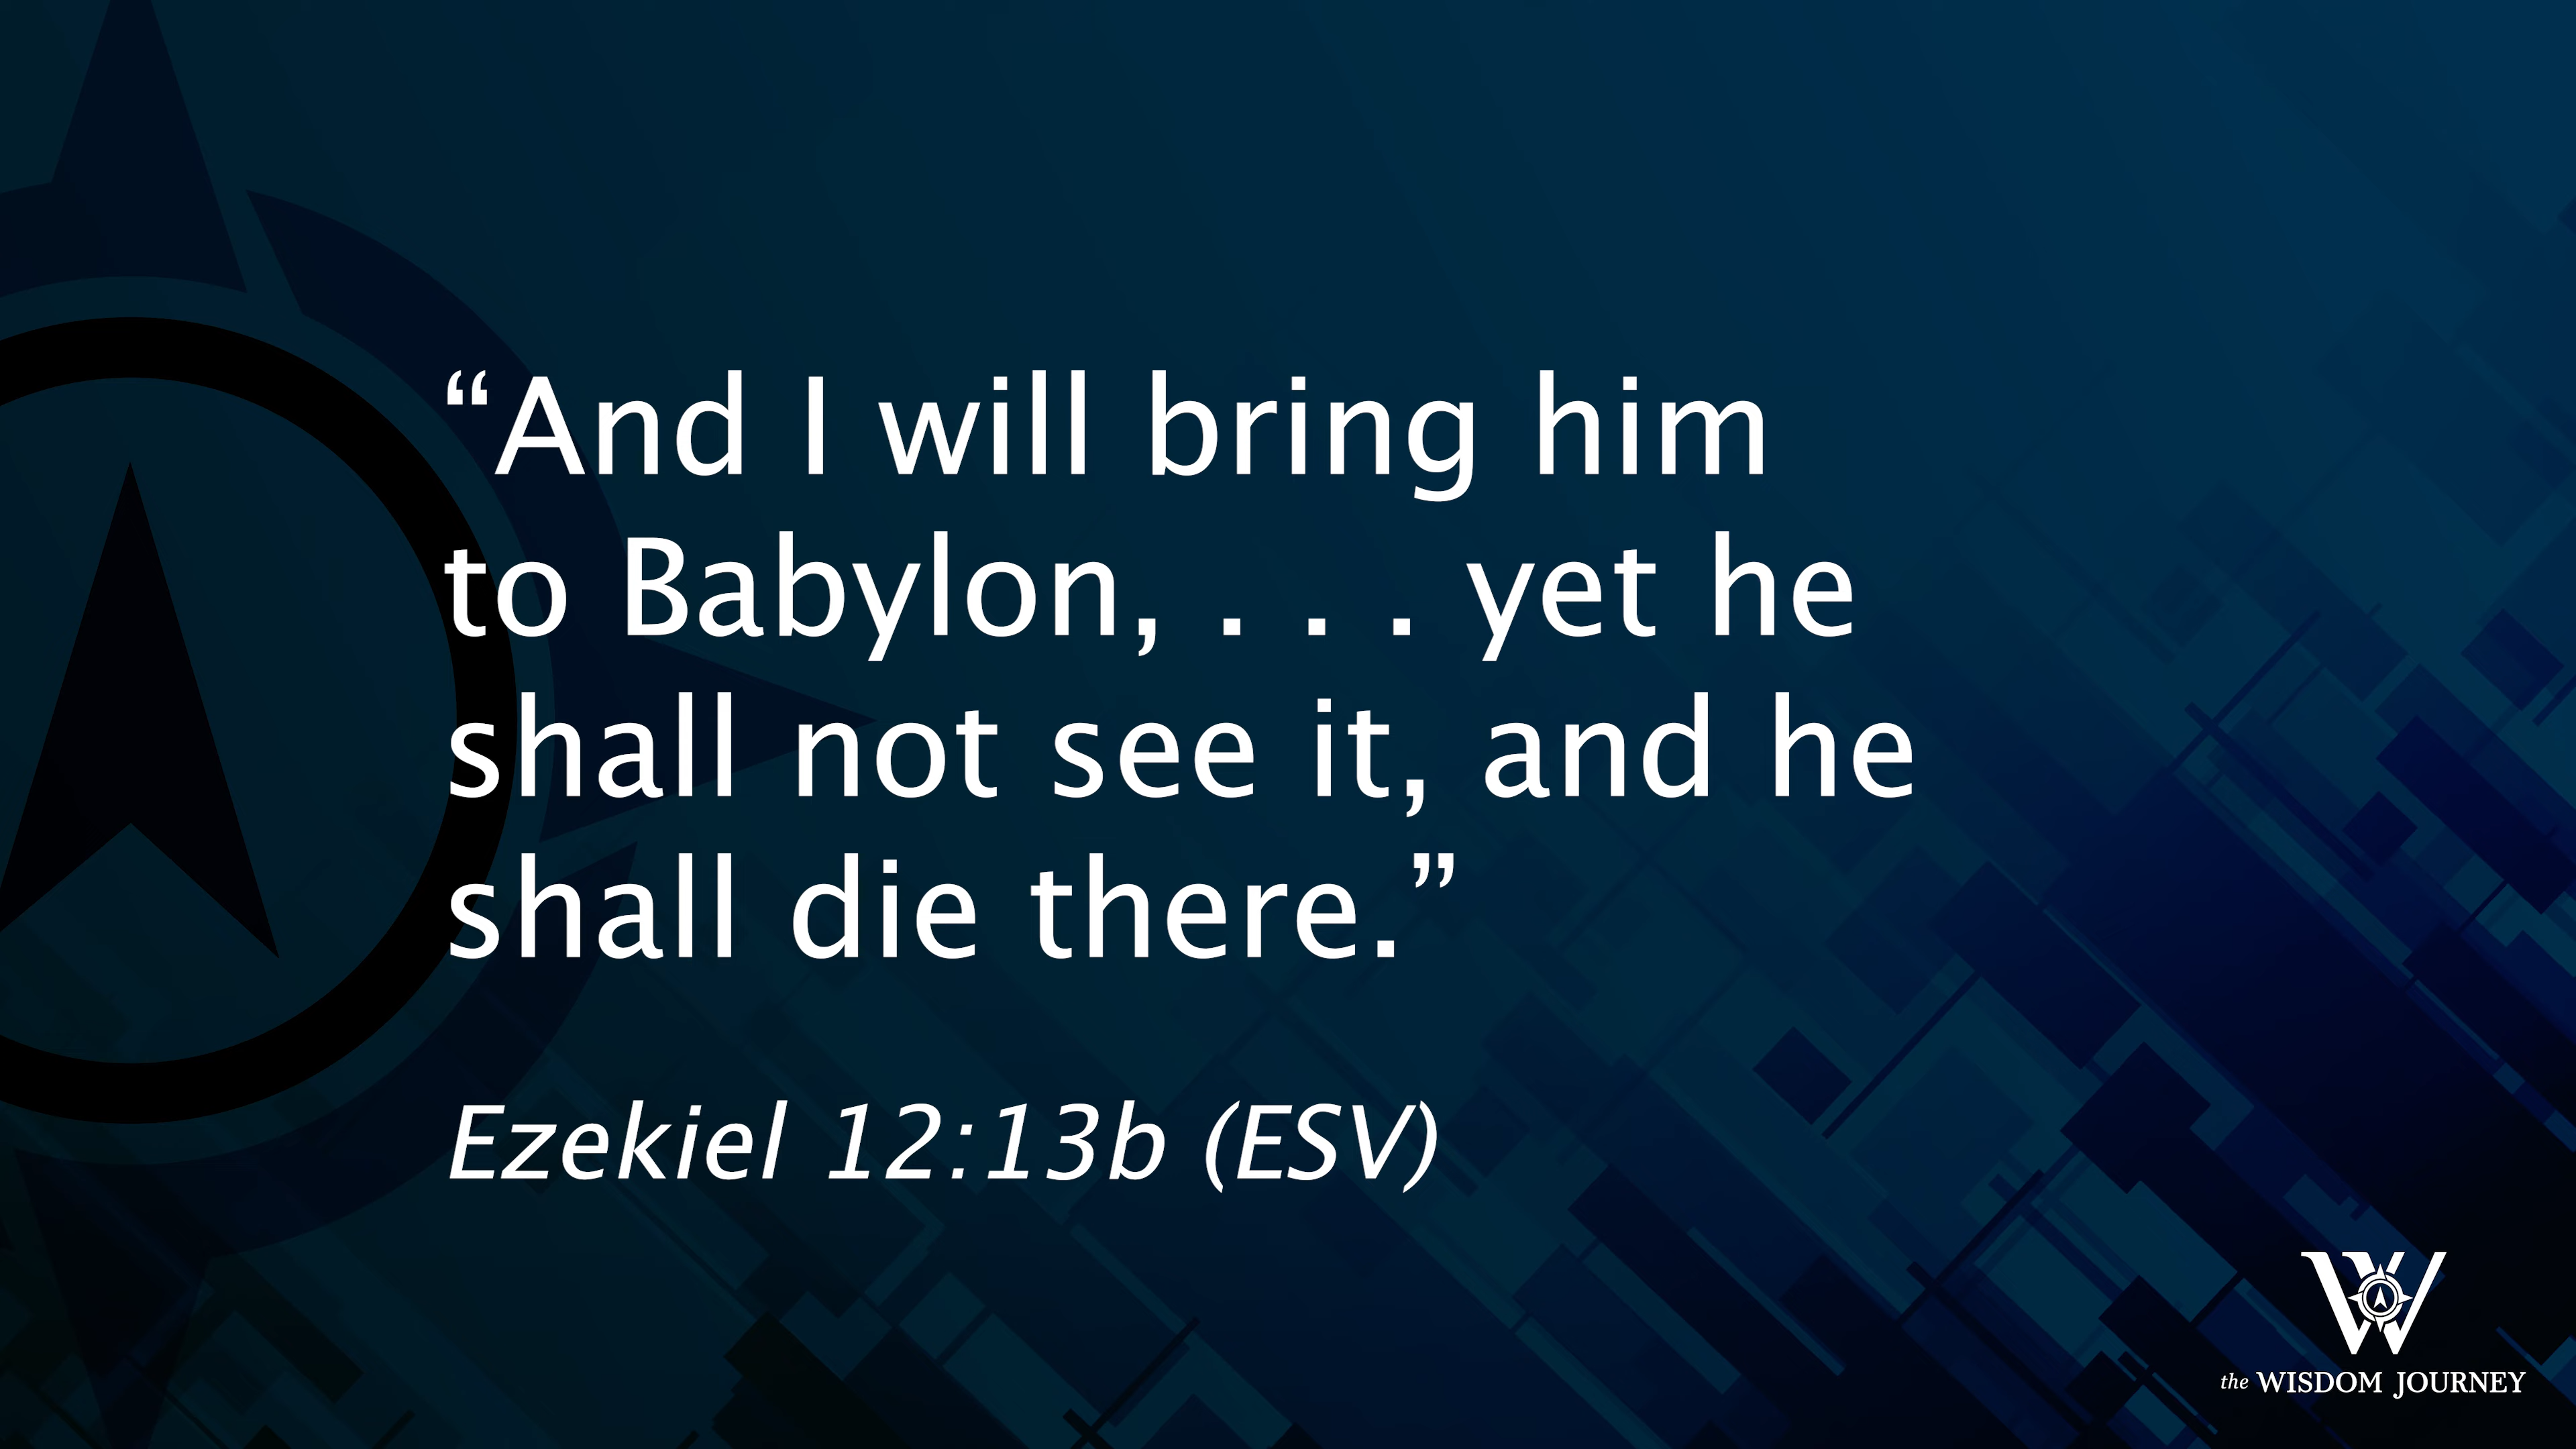 “And I will bring him
to Babylon, . . . yet he
shall not see it, and he
shall die there.”
Ezekiel 12:13b (ESV)
W
the WISDOM JOURNEY